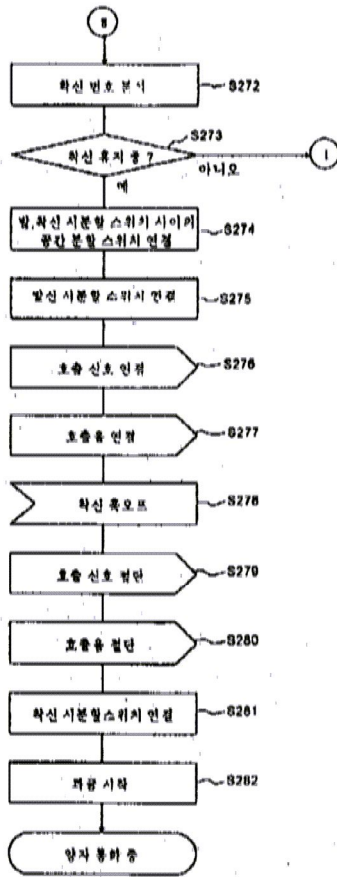 8
착신 번호 분석
S272
S273
착신 휴지 중 ?
아니오
1
예
발,착신 시분할 스위치 사이의
S274
공간 분할 스위치 연결
발신 시분할 스위치 연결
S275
호출 신호 연결
S276
호출음 연결
S277
착신 훅오프
S278
호출 신호 절단
S279
호출음 절단
S280
착신 시분할스위치 연결
S281
과금 시작
S282
양자 통화 중